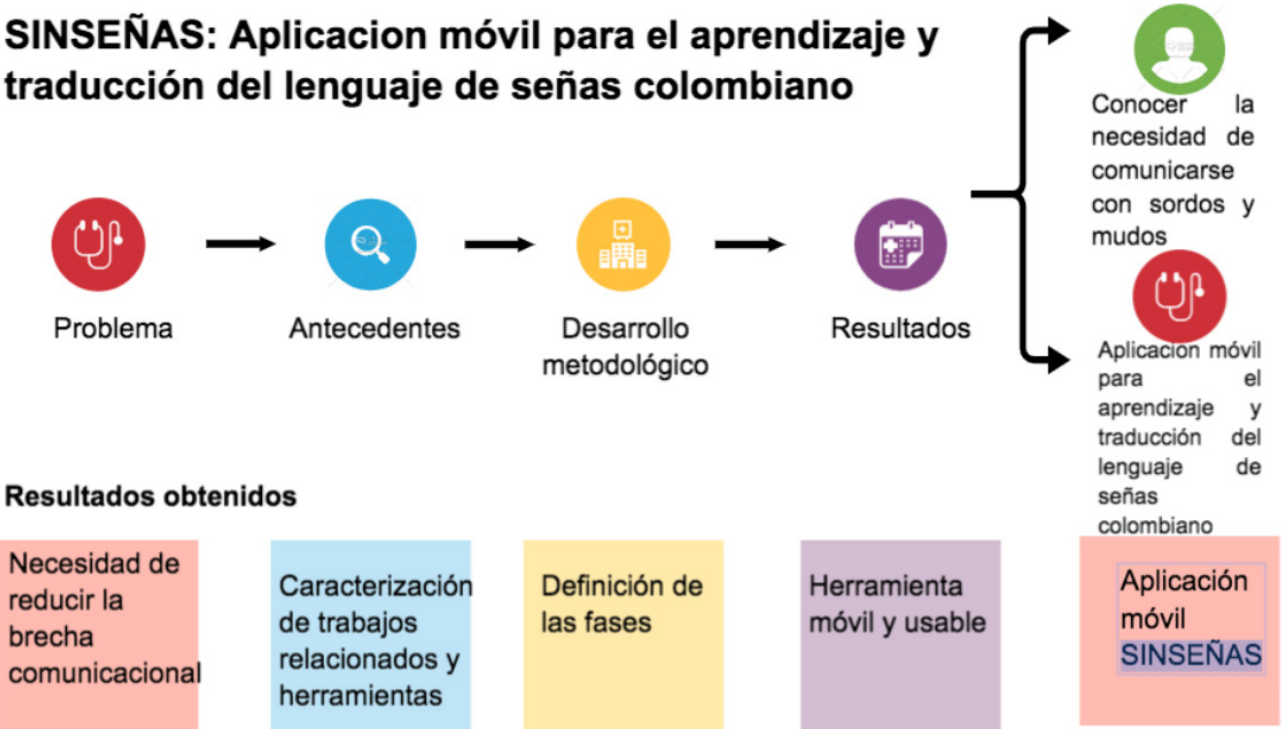 SINSEÑAS: Aplicacion móvil para el aprendizaje y
traducción del lenguaje de señas colombiano
Problema
Antecedentes
Desarrollo
metodológico
Resultados
Conocer la
necesidad de
comunicarse
con sordos y
mudos
Aplicación móvil
para el
aprendizaje y
traducción del
lenguaje de
señas
colombiano
Resultados obtenidos
Necesidad de
reducir la
brecha
comunicacional
Caracterización
de trabajos
relacionados y
herramientas
Definición de
las fases
Herramienta
móvil y usable
Aplicación
móvil
SINSEÑAS